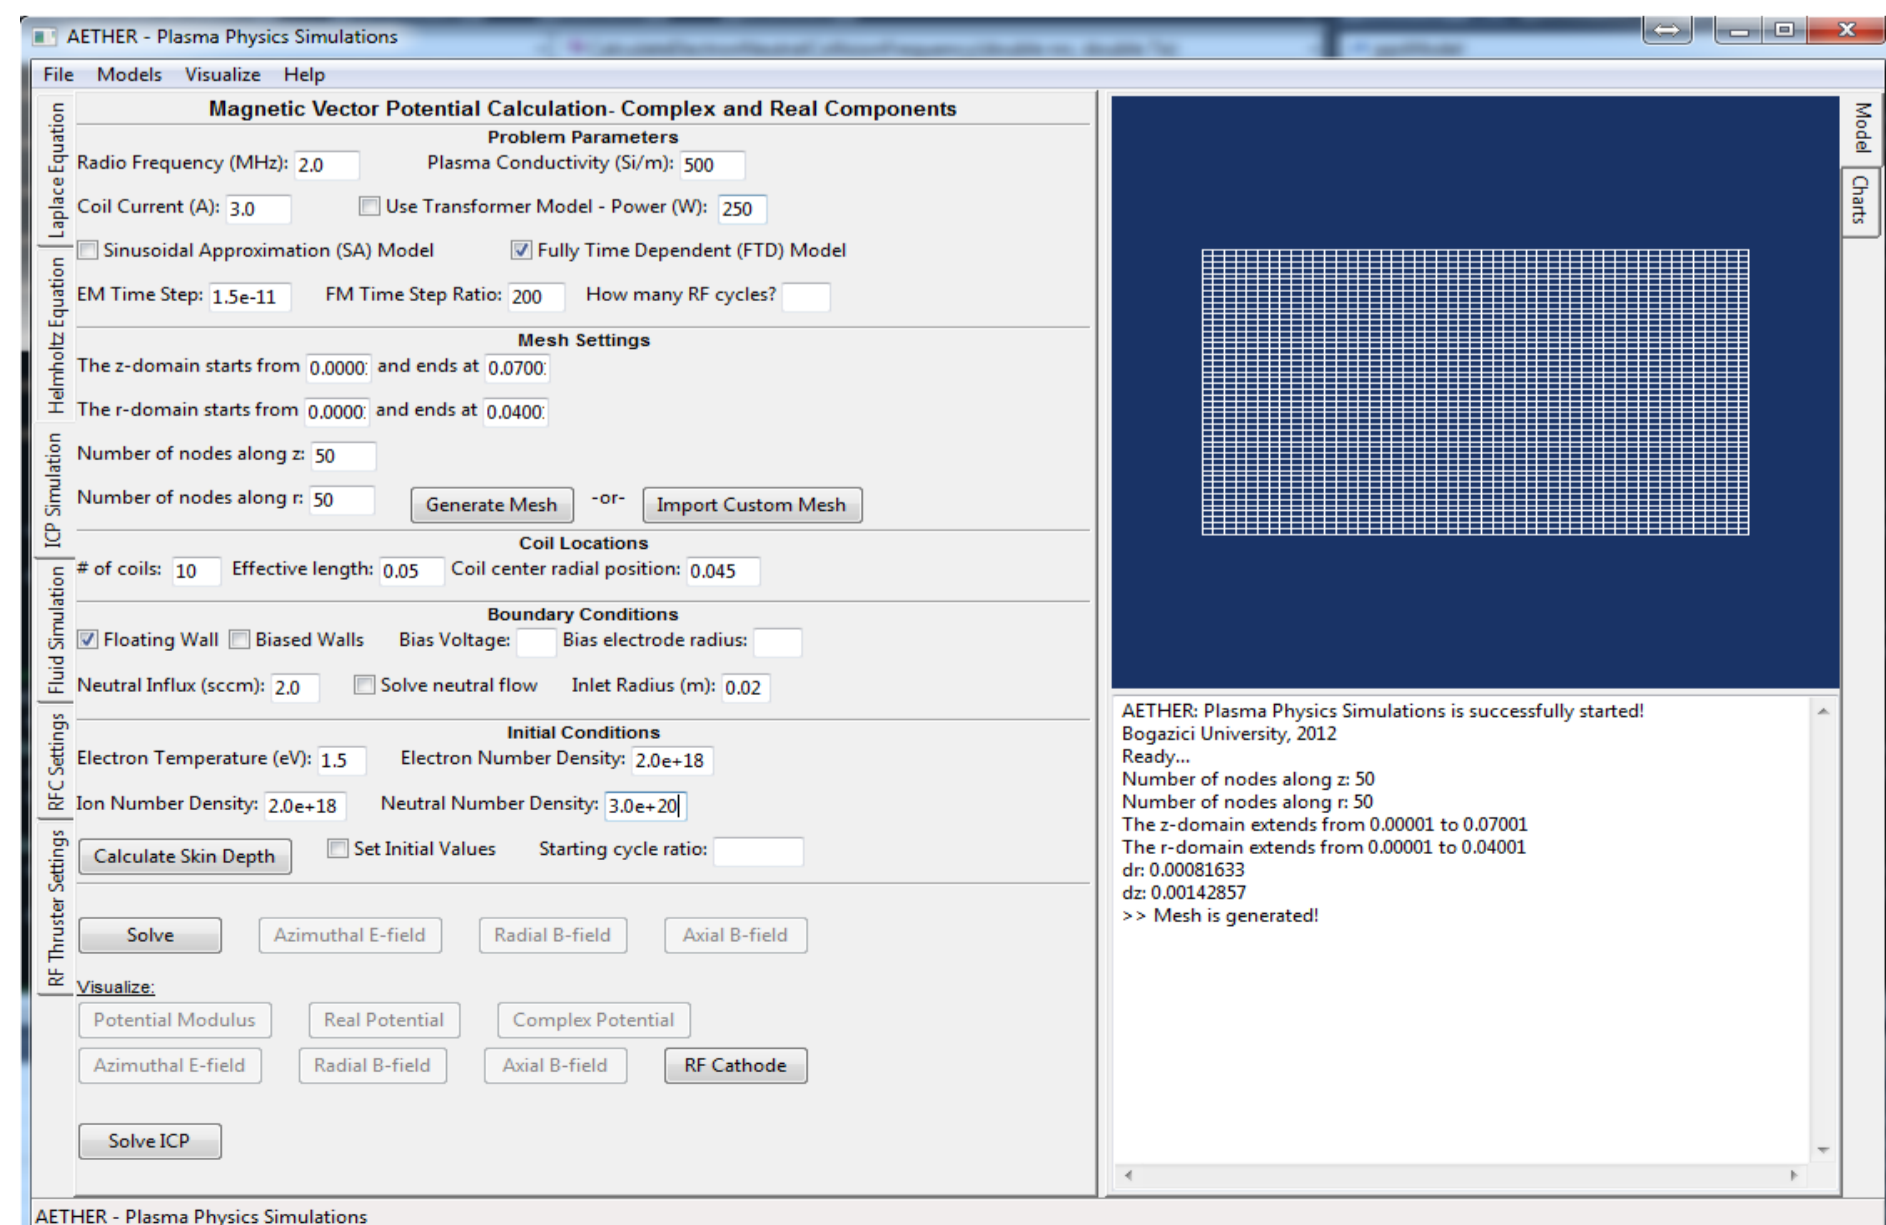 AETHER - Plasma Physics Simulations
File Models Visualize Help
Laplace Equation
Helmholtz Equation
ICP Simulation
Fluid Simulation
RFC Settings
RF Thruster Settings
Magnetic Vector Potential Calculation- Complex and Real Components
Problem Parameters
Radio Frequency (MHz): 2.0 Plasma Conductivity (Si/m): 500
Coil Current (A): 3.0 Use Transformer Model - Power (W): 250
Sinusoidal Approximation (SA) Model Fully Time Dependent (FTD) Model
EM Time Step: 1.5e-11 FM Time Step Ratio: 200 How many RF cycles?
Mesh Settings
The z-domain starts from 0.0000 and ends at 0.0700
The r-domain starts from 0.0000 and ends at 0.0400
Number of nodes along z: 50
Number of nodes along r: 50 Generate Mesh -or- Import Custom Mesh
Coil Locations
# of coils: 10 Effective length: 0.05 Coil center radial position: 0.045
Boundary Conditions
Floating Wall Biased Walls Bias Voltage: Bias electrode radius:
Neutral Influx (sccm): 2.0 Solve neutral flow Inlet Radius (m): 0.02
Initial Conditions
Electron Temperature (eV): 1.5 Electron Number Density: 2.0e+18
Ion Number Density: 2.0e+18 Neutral Number Density: 3.0e+20
Calculate Skin Depth Set Initial Values Starting cycle ratio:
Solve Azimuthal E-field Radial B-field Axial B-field
Visualize:
Potential Modulus Real Potential Complex Potential
Azimuthal E-field Radial B-field Axial B-field RF Cathode
Solve ICP
Model
Charts
AETHER: Plasma Physics Simulations is successfully started!
Bogazici University, 2012
Ready...
Number of nodes along z: 50
Number of nodes along r: 50
The z-domain extends from 0.00001 to 0.07001
The r-domain extends from 0.00001 to 0.04001
dr: 0.00081633
dz: 0.00142857
>> Mesh is generated!
AETHER - Plasma Physics Simulations